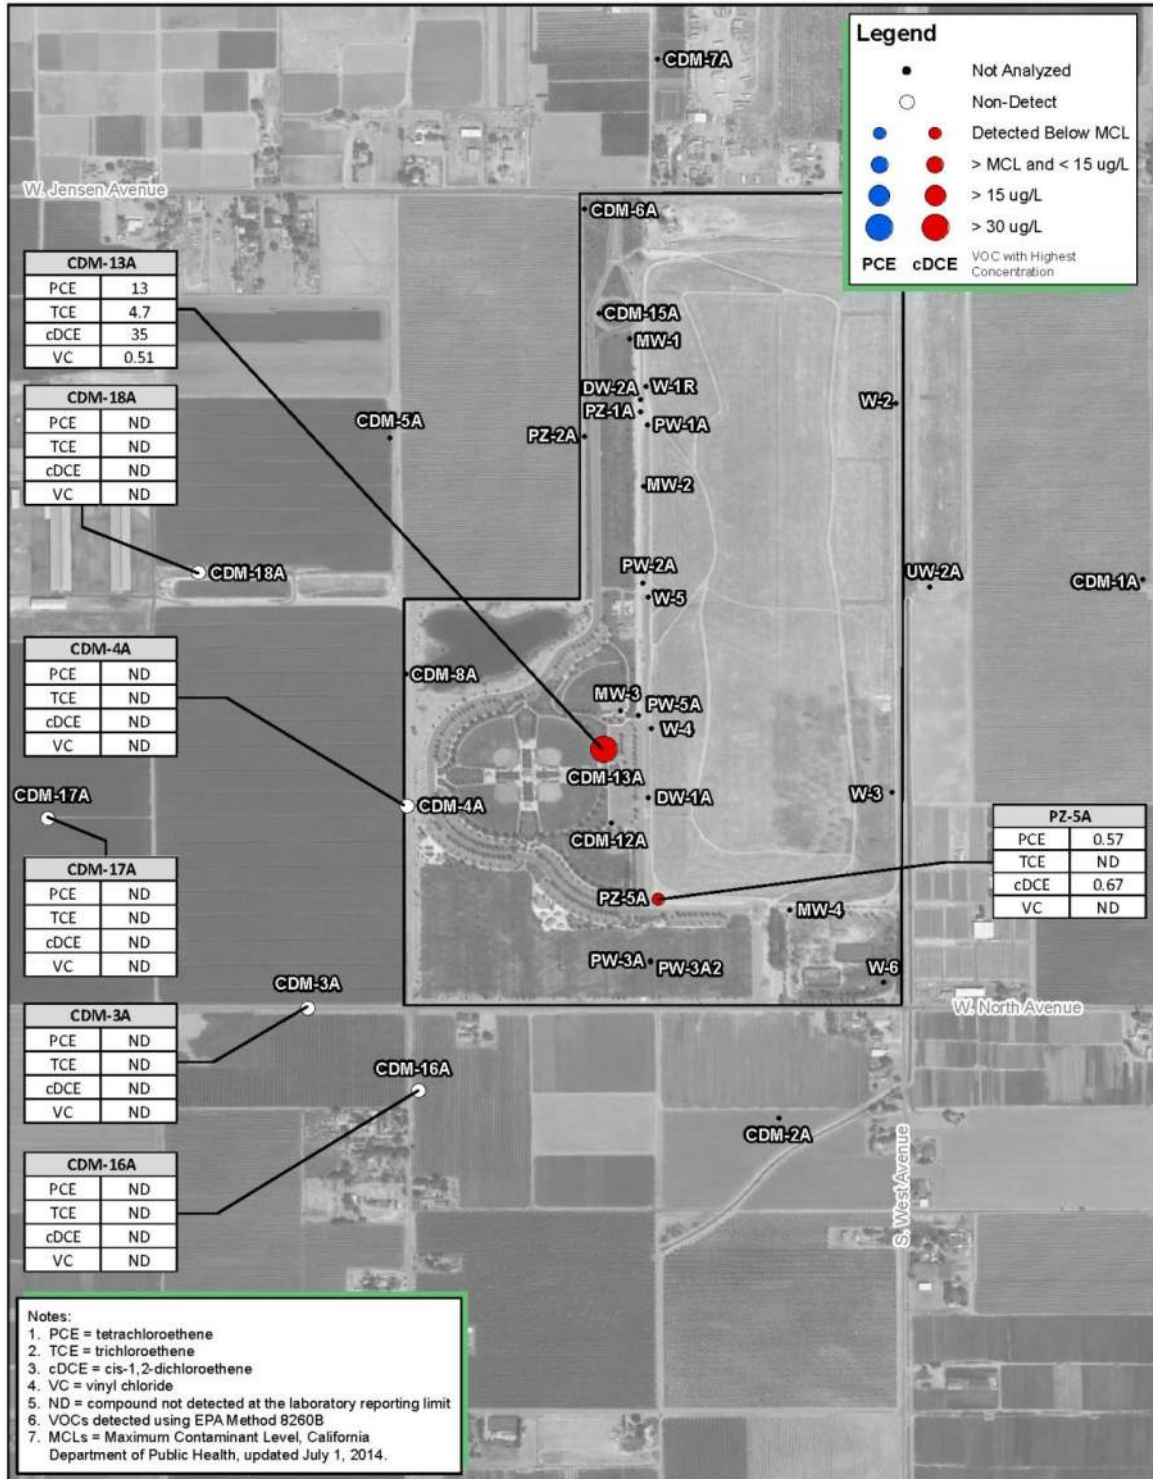 Legend
Not Analyzed
Non-Detect
Detected Below MCL
> MCL and < 15 ug/L
> 15 ug/L
> 30 ug/L
PCE cDCE VOC with Highest
Concentration
CDM-7A
W. Jensen Avenue
CDM-6A
CDM-13A
PCE 13
TCE 4.7
cDCE 35
VC 0.51
CDM-15A
MW-1
CDM-18A
PCE ND
TCE ND
cDCE ND
VC ND
W-1R
DW-2A
PZ-1A
PW-1A
W-2
CDM-5A
PZ-2A
MW-2
CDM-18A
PW-2A
W-5
UW-2A
CDM-1A
CDM-4A
PCE ND
TCE ND
cDCE ND
VC ND
CDM-8A
MW-3
PW-5A
W-4
CDM-13A
CDM-17A
CDM-4A
DW-1A
W-3
CDM-12A
PZ-5A
PCE 0.57
TCE ND
cDCE 0.67
VC ND
CDM-17A
PCE ND
TCE ND
cDCE ND
VC ND
PZ-5A
MW-4
PW-3A
PW-3A2
W-6
CDM-3A
W. North Avenue
CDM-3A
PCE ND
TCE ND
cDCE ND
VC ND
CDM-16A
CDM-2A
S. West Avenue
CDM-16A
PCE ND
TCE ND
cDCE ND
VC ND
Notes:
1. PCE = tetrachloroethene
2. TCE = trichloroethene
3. cDCE = cis-1,2-dichloroethene
4. VC = vinyl chloride
5. ND = compound not detected at the laboratory reporting limit
6. VOCs detected using EPA Method 8260B
7. MCLs = Maximum Contaminant Level, California
Department of Public Health, updated July 1, 2014.